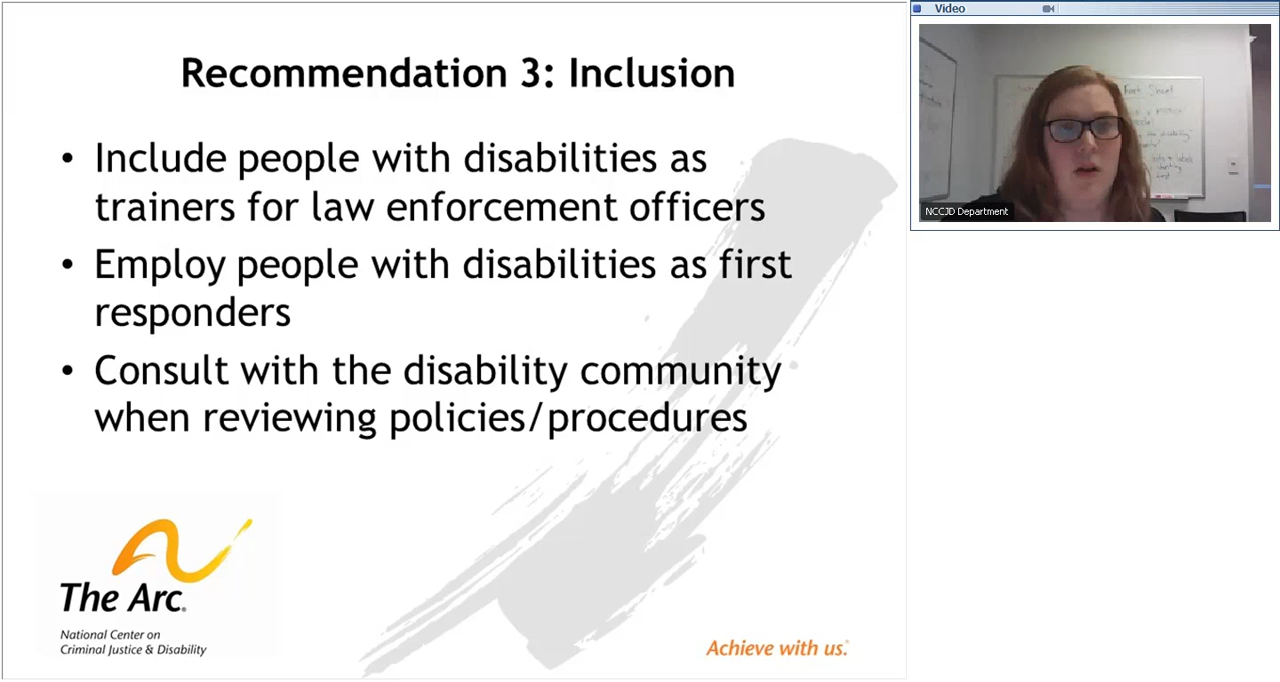 Recommendation 3: Inclusion
• Include people with disabilities as
trainers for law enforcement officers
• Employ people with disabilities as first
responders
• Consult with the disability community
when reviewing policies/procedures
The Arc®
National Center on
Criminal Justice & Disability
Achieve with us.
Video
Fact Sheet
NCCJD Department